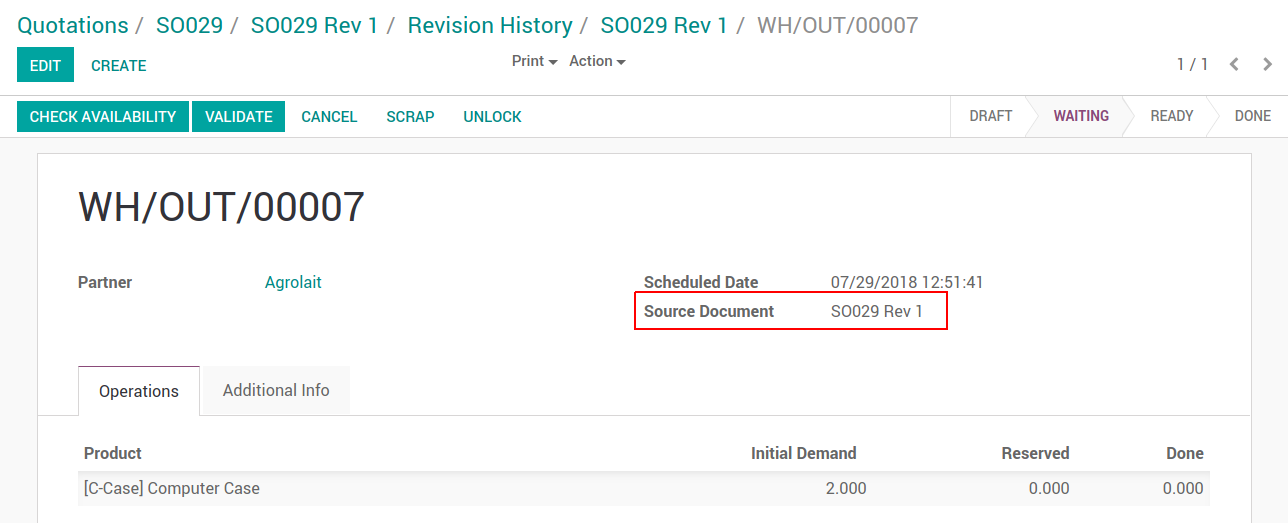 Quotations / SO029 / SO029 Rev 1 / Revision History / SO029 Rev 1 / WH/OUT/00007
EDIT CREATE Print Action 1 / 1
CHECK AVAILABILITY VALIDATE CANCEL SCRAP UNLOCK DRAFT WAITING READY DONE
WH/OUT/00007
Partner Agrolait Scheduled Date 07/29/2018 12:51:41
Source Document SO029 Rev 1
Operations Additional Info
Product Initial Demand Reserved Done
[C-Case] Computer Case 2.000 0.000 0.000